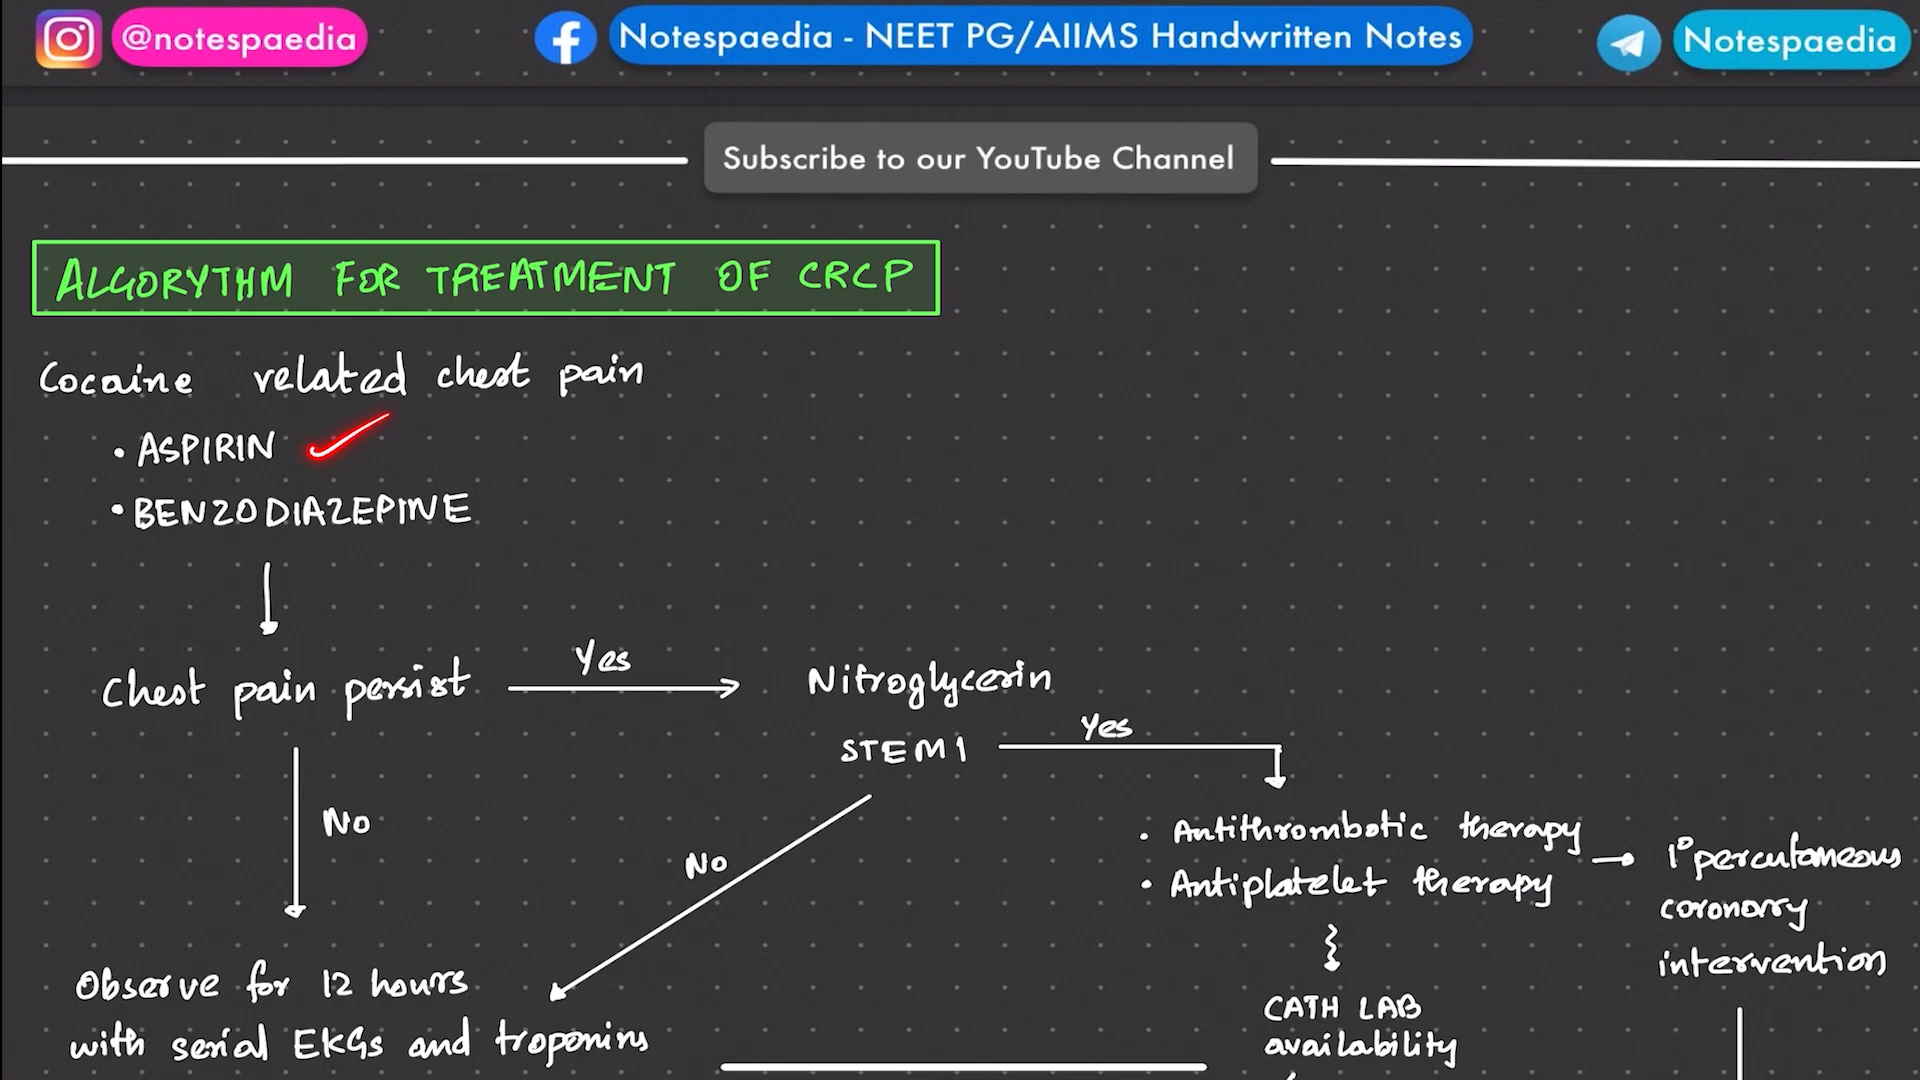 @notespaedia
Notespaedia - NEET PG/AIIMS Handwritten Notes
Notespaedia
Subscribe to our YouTube Channel
ALGORYTHM FOR TREATMENT OF CRCP
Cocaine related chest pain
• ASPIRIN
• BENZODIAZEPINE
Chest pain persist
Yes
Nitroglycerin
STEMI
Yes
No
No
• Antithrombotic therapy
• Antiplatelet therapy
1° percutaneous
coronary
intervention
Observe for 12 hours
with serial EKGs and troponins
CATH LAB
availability